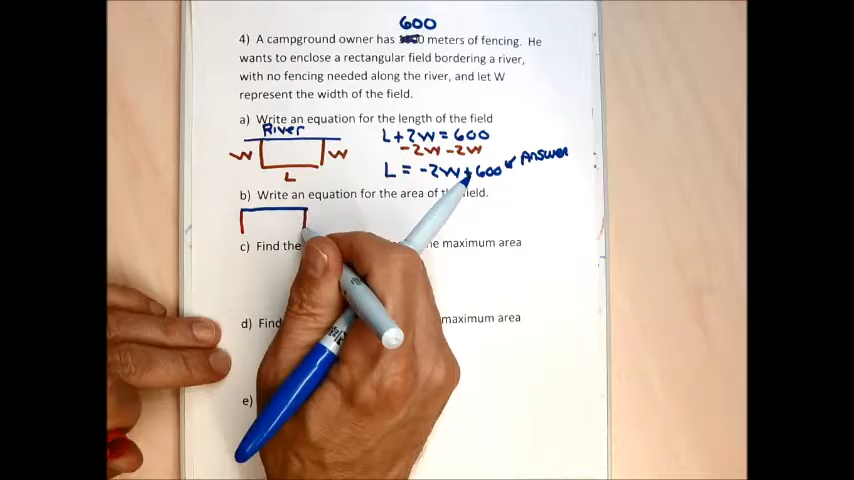 600
4) A campground owner has meters of fencing. He
wants to enclose a rectangular field bordering a river,
with no fencing needed along the river, and let W
represent the width of the field.
a) Write an equation for the length of the field
River
W W
L
L+2W=600
-2W -2W
L = -2W+600 Answer
b) Write an equation for the area of the field.
c) Find the the maximum area
d) Find maximum area
e)